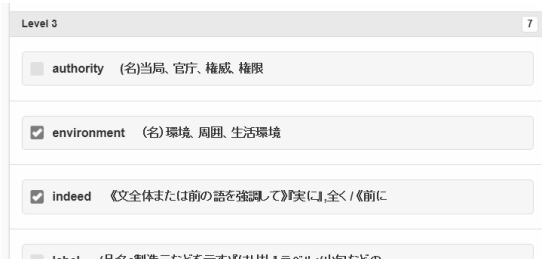 Level 3 7
authority (名)当局、官庁、権威、権限
environment (名) 環境、周囲、生活環境
indeed 《文全体または前の語を強調して》『実に』,全く / 《前に